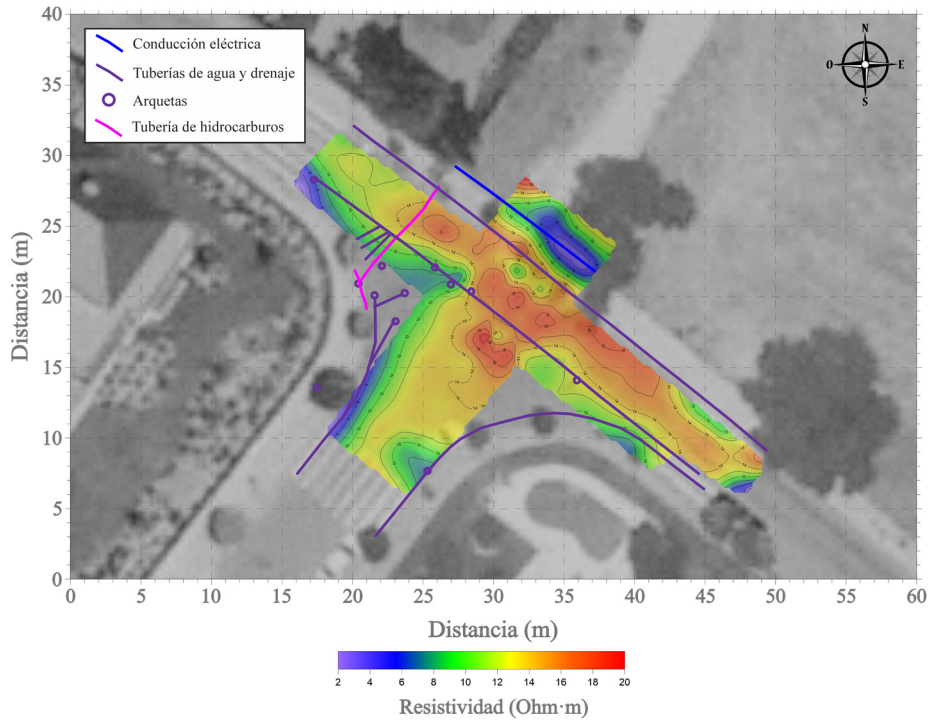 40
35
30
25
20
15
10
5
0
Distancia (m)
Conducción eléctrica
Tuberías de agua y drenaje
Arquetas
Tubería de hidrocarburos
N
O
E
S
0 5 10 15 20 25 30 35 40 45 50 55 60
Distancia (m)
2 4 6 8 10 12 14 16 18 20
Resistividad (Ohm·m)